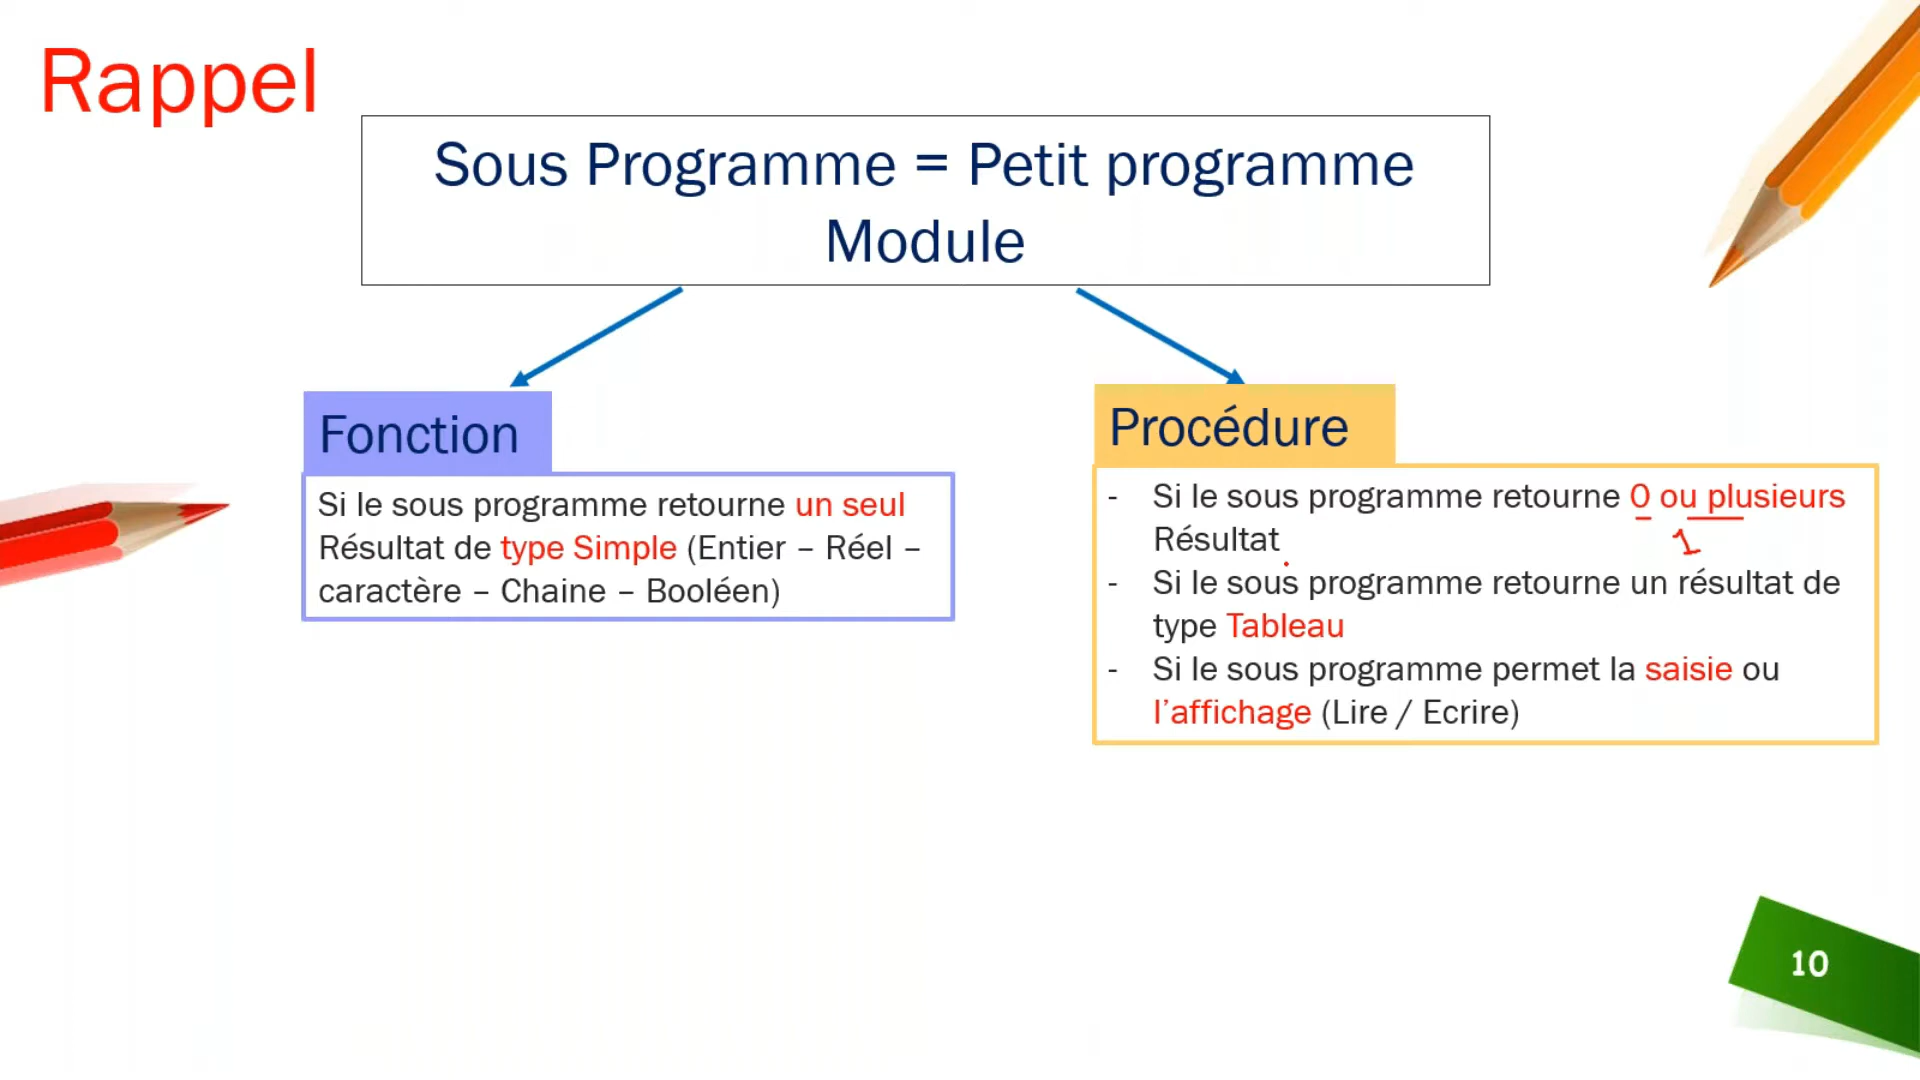 Rappel
Sous Programme = Petit programme
Module
Fonction
Si le sous programme retourne un seul
Résultat de type Simple (Entier – Réel –
caractère – Chaine – Booléen)
Procédure
- Si le sous programme retourne 0 ou plusieurs
Résultat
1
- Si le sous programme retourne un résultat de
type Tableau
- Si le sous programme permet la saisie ou
l’affichage (Lire / Ecrire)
10